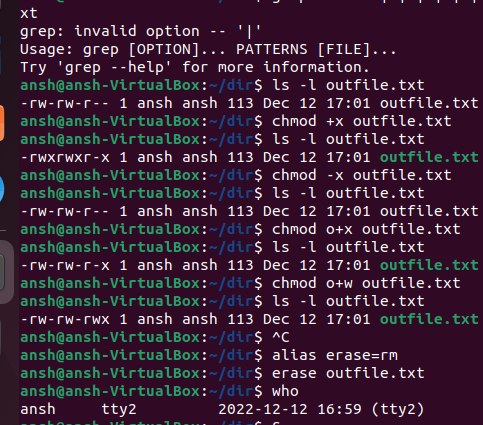 xt
grep: invalid option -- '|'
Usage: grep [OPTION]... PATTERNS [FILE]...
Try 'grep --help' for more information.
ansh@ansh-VirtualBox:~/dir$ ls -l outfile.txt
-rw-rw-r-- 1 ansh ansh 113 Dec 12 17:01 outfile.txt
ansh@ansh-VirtualBox:~/dir$ chmod +x outfile.txt
ansh@ansh-VirtualBox:~/dir$ ls -l outfile.txt
-rwxrwxr-x 1 ansh ansh 113 Dec 12 17:01 outfile.txt
ansh@ansh-VirtualBox:~/dir$ chmod -x outfile.txt
ansh@ansh-VirtualBox:~/dir$ ls -l outfile.txt
-rw-rw-r-- 1 ansh ansh 113 Dec 12 17:01 outfile.txt
ansh@ansh-VirtualBox:~/dir$ chmod o+x outfile.txt
ansh@ansh-VirtualBox:~/dir$ ls -l outfile.txt
-rw-rw-r-x 1 ansh ansh 113 Dec 12 17:01 outfile.txt
ansh@ansh-VirtualBox:~/dir$ chmod o+w outfile.txt
ansh@ansh-VirtualBox:~/dir$ ls -l outfile.txt
-rw-rw-rwx 1 ansh ansh 113 Dec 12 17:01 outfile.txt
ansh@ansh-VirtualBox:~/dir$ ^C
ansh@ansh-VirtualBox:~/dir$ alias erase=rm
ansh@ansh-VirtualBox:~/dir$ erase outfile.txt
ansh@ansh-VirtualBox:~/dir$ who
ansh     tty2         2022-12-12 16:59 (tty2)